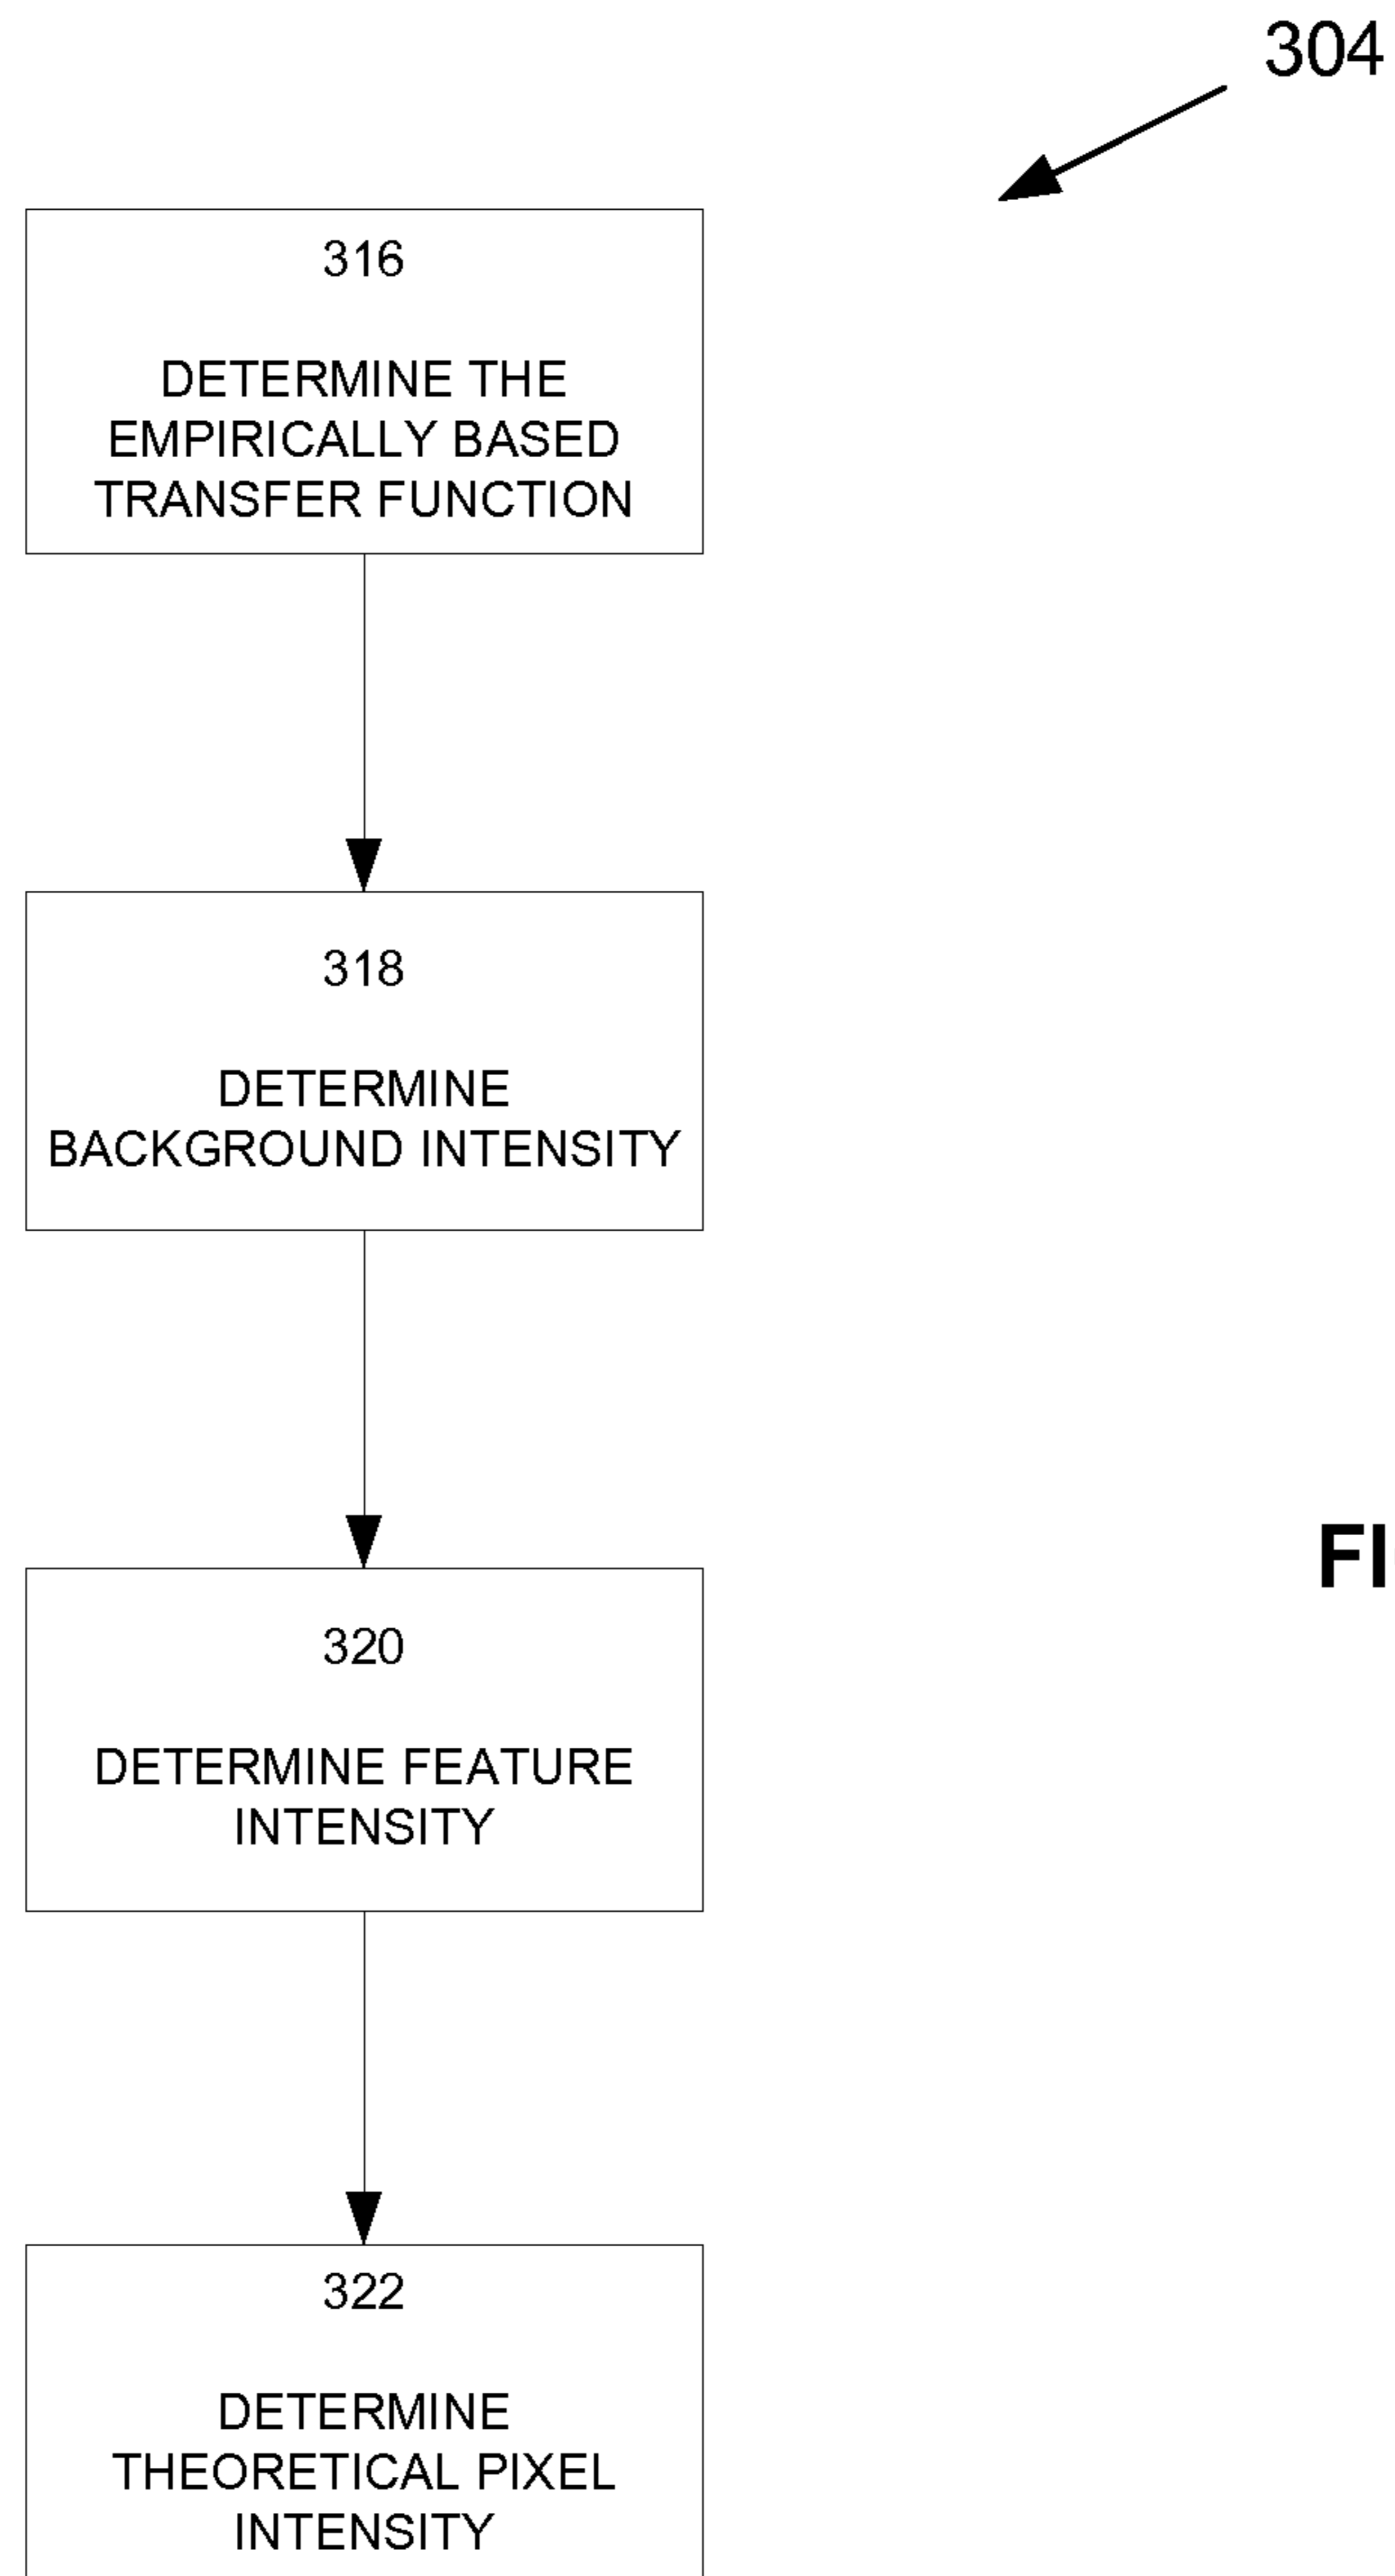 304
316
DETERMINE THE
EMPIRICALLY BASED
TRANSFER FUNCTION
318
DETERMINE
BACKGROUND INTENSITY
320
DETERMINE FEATURE
INTENSITY
FI
322
DETERMINE
THEORETICAL PIXEL
INTENSITY